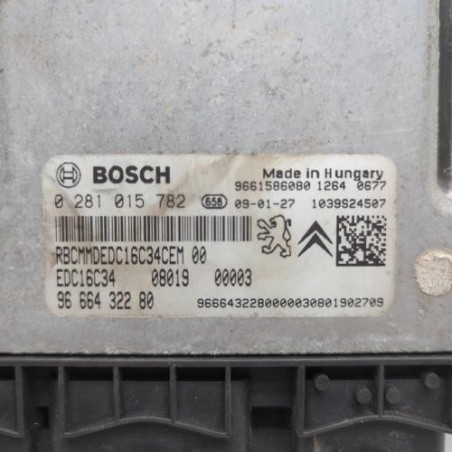 BOSCH Made in Hungary
9661586080 1264 0677
0 281 015 782 658 09-01-27 1039S24507
RBCMMDEDC16C34CEM 00
EDC16C34 08019 00003
96 664 322 80 9666432280000030801902709